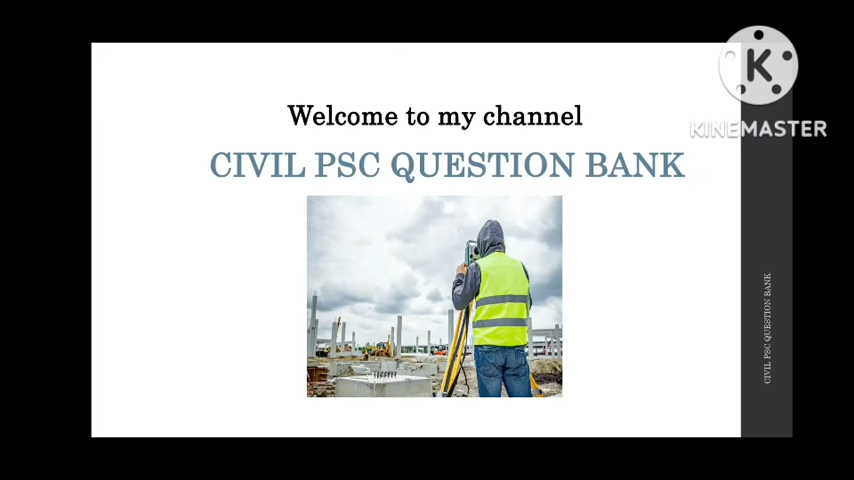 Welcome to my channel
CIVIL PSC QUESTION BANK
K
KINEMASTER
CIVIL PSC QUESTION BANK